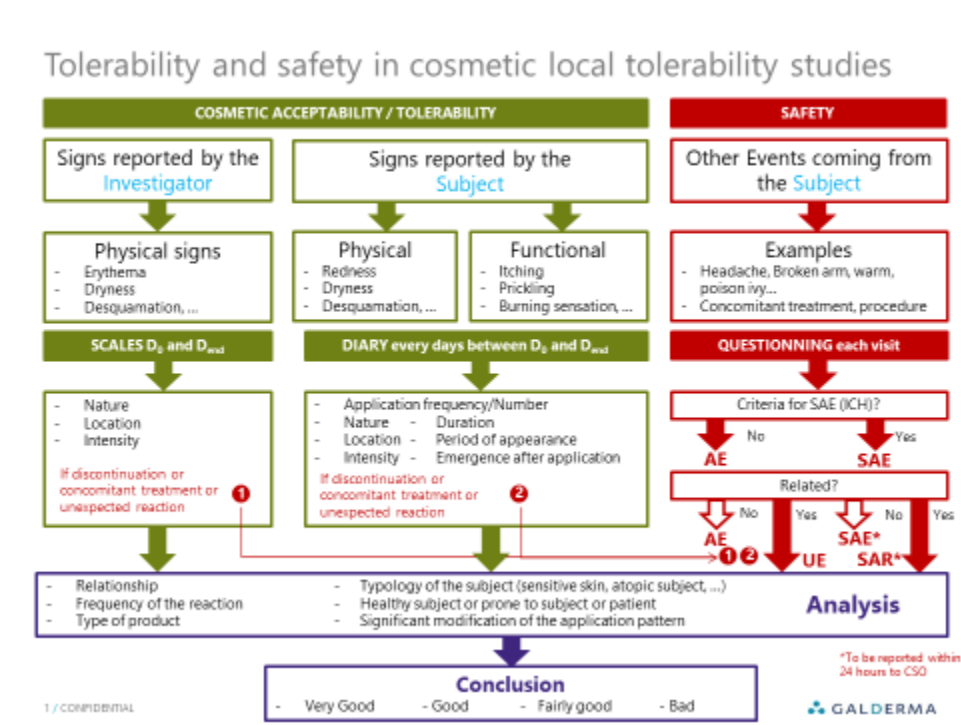 Tolerability and safety in cosmetic local tolerability studies
COSMETIC ACCEPTABILITY / TOLERABILITY
SAFETY
Signs reported by the
Investigator
Signs reported by the
Subject
Other Events coming from
the Subject
Physical signs
- Erythema
- Dryness
- Desquamation, ...
Physical
- Redness
- Dryness
- Desquamation, ...
Functional
- Itching
- Prickling
- Burning sensation, ...
Examples
- Headache, Broken arm, warm,
poison ivy...
- Concomitant treatment, procedure
SCALES D0 and Dend
DIARY every days between D0 and Dend
QUESTIONNING each visit
- Nature
- Location
- Intensity
If discontinuation or
concomitant treatment or
unexpected reaction
1
- Application frequency/Number
- Nature - Duration
- Location - Period of appearance
- Intensity - Emergence after application
If discontinuation or
concomitant treatment or
unexpected reaction
2
Criteria for SAE (ICH)?
No
Yes
AE
SAE
Related?
No
Yes
No
Yes
AE
1 2
UE
SAE*
SAR*
- Relationship
- Frequency of the reaction
- Type of product
- Typology of the subject (sensitive skin, atopic subject, ...)
- Healthy subject or prone to subject or patient
- Significant modification of the application pattern
Analysis
*To be reported within
24 hours to CSO
Conclusion
- Very Good - Good - Fairly good - Bad
1 / CONFIDENTIAL
GALDERMA